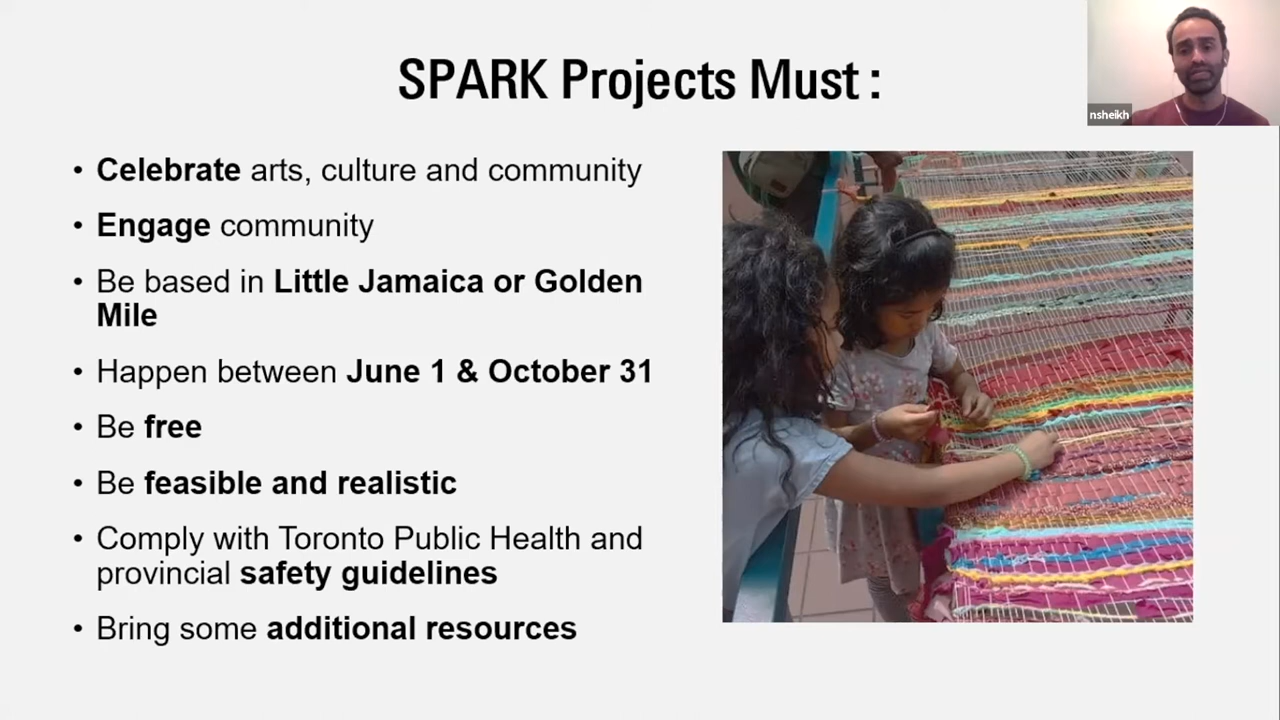 SPARK Projects Must :
nsheikh
• Celebrate arts, culture and community
• Engage community
• Be based in Little Jamaica or Golden
Mile
• Happen between June 1 & October 31
• Be free
• Be feasible and realistic
• Comply with Toronto Public Health and
provincial safety guidelines
• Bring some additional resources